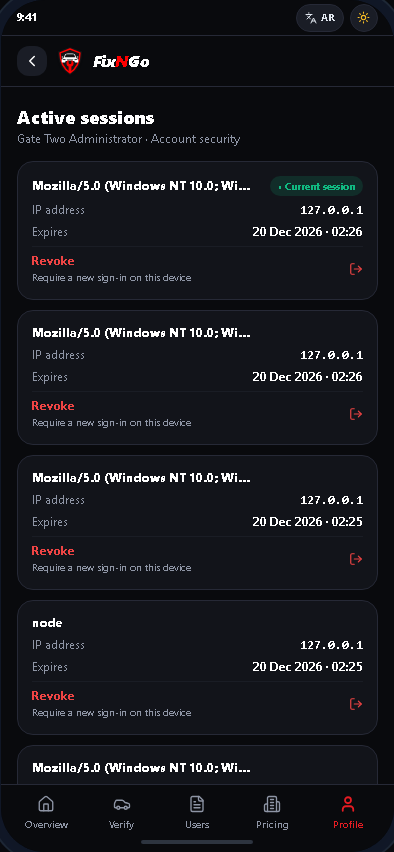 9:41
AR
FixNGo
Active sessions
Gate Two Administrator · Account security
Mozilla/5.0 (Windows NT 10.0; Wi...
• Current session
IP address 127.0.0.1
Expires 20 Dec 2026 · 02:26
Revoke
Require a new sign-in on this device
Mozilla/5.0 (Windows NT 10.0; Wi...
IP address 127.0.0.1
Expires 20 Dec 2026 · 02:26
Revoke
Require a new sign-in on this device
Mozilla/5.0 (Windows NT 10.0; Wi...
IP address 127.0.0.1
Expires 20 Dec 2026 · 02:25
Revoke
Require a new sign-in on this device
node
IP address 127.0.0.1
Expires 20 Dec 2026 · 02:25
Revoke
Require a new sign-in on this device
Mozilla/5.0 (Windows NT 10.0; Wi...
Overview Verify Users Pricing Profile